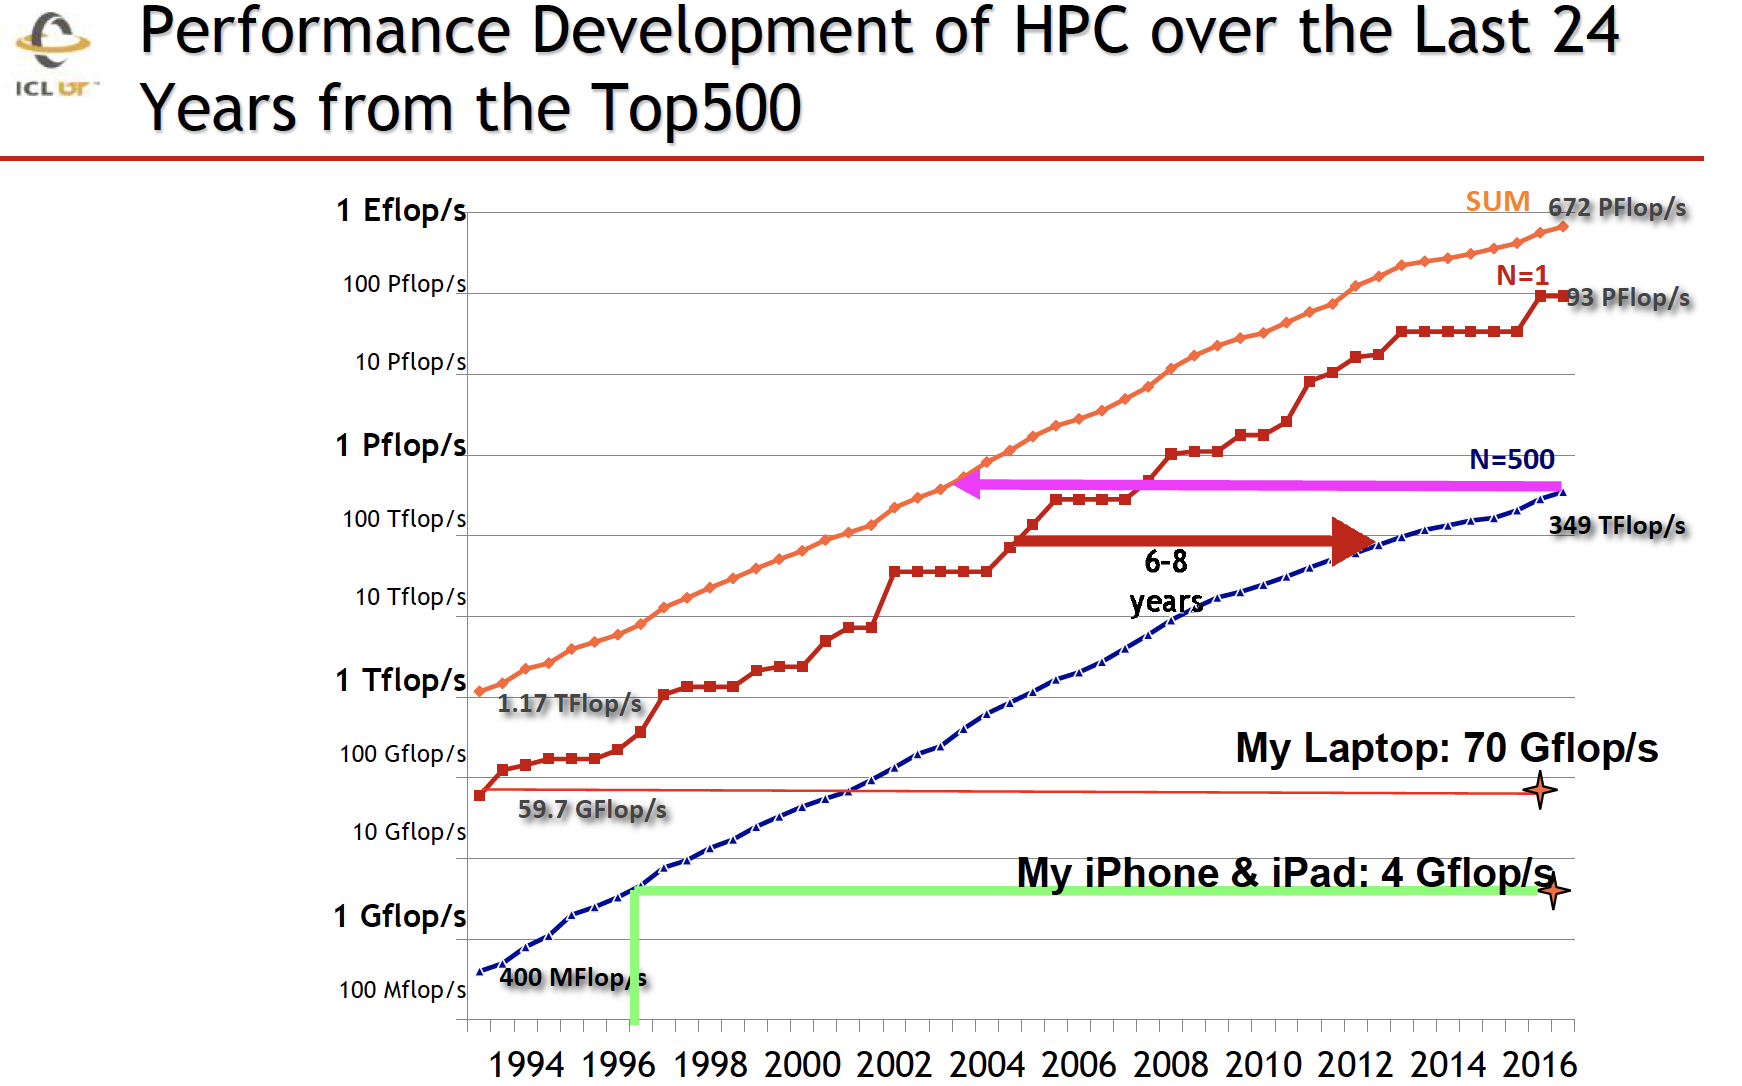 Performance Development of HPC over the Last 24
Years from the Top500
ICL UT
1 Eflop/s
SUM
672 PFlop/s
100 Pflop/s
N=1
93 PFlop/s
10 Pflop/s
1 Pflop/s
N=500
100 Tflop/s
349 TFlop/s
6-8
years
10 Tflop/s
1 Tflop/s
1.17 TFlop/s
My Laptop: 70 Gflop/s
100 Gflop/s
59.7 GFlop/s
10 Gflop/s
My iPhone & iPad: 4 Gflop/s
1 Gflop/s
400 MFlop/s
100 Mflop/s
1994 1996 1998 2000 2002 2004 2006 2008 2010 2012 2014 2016